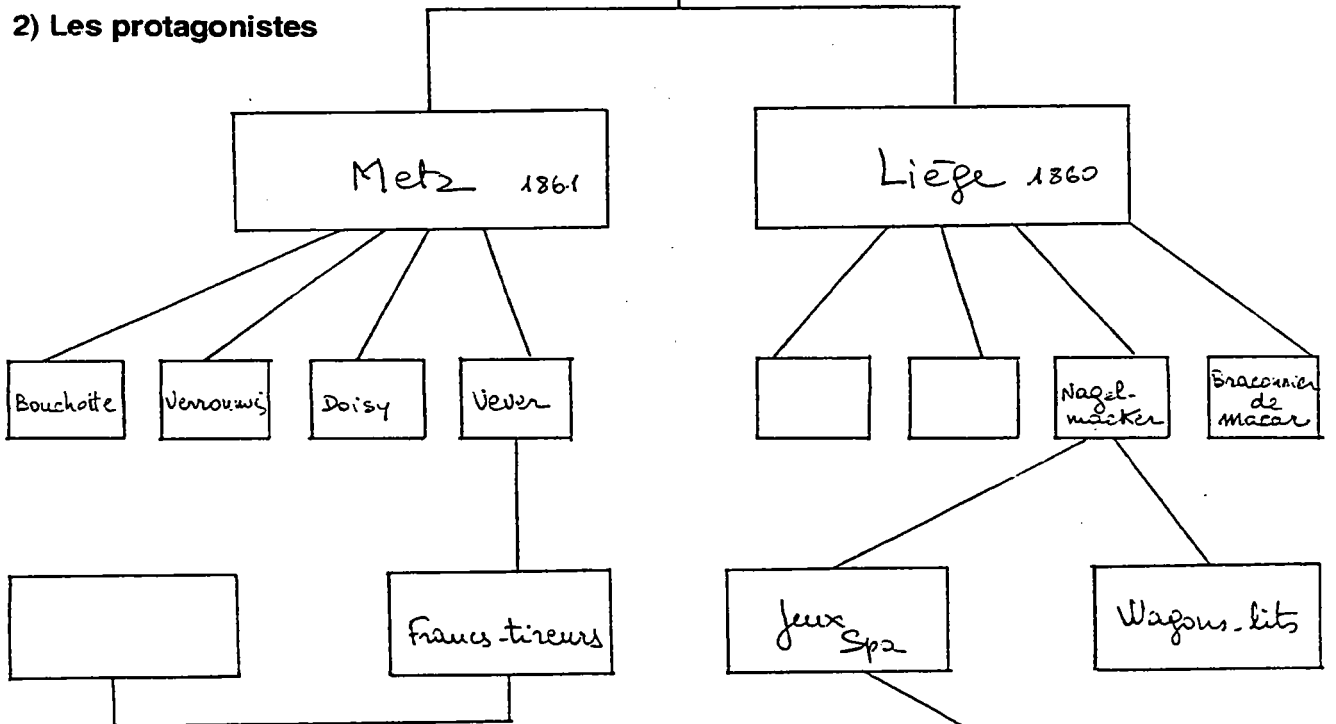 2) Les protagonistes
Metz 1861
Liège 1860
Bouchotte
Doisy
Vever
Nagel-
macker
Braconnier
de
Macar
Francs-tireurs
Jeux
Spa
Wagons-lits